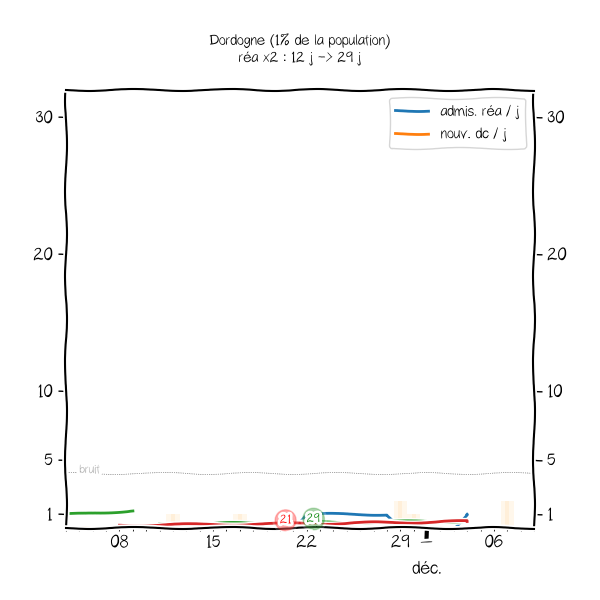 Dordogne (1% de la population)
réa x2 : 12 j -> 29 j
admis. réa / j
nouv. dc / j
30
30
20
20
10
10
5
5
bruit
1
1
21
29
08
15
22
29
06
déc.